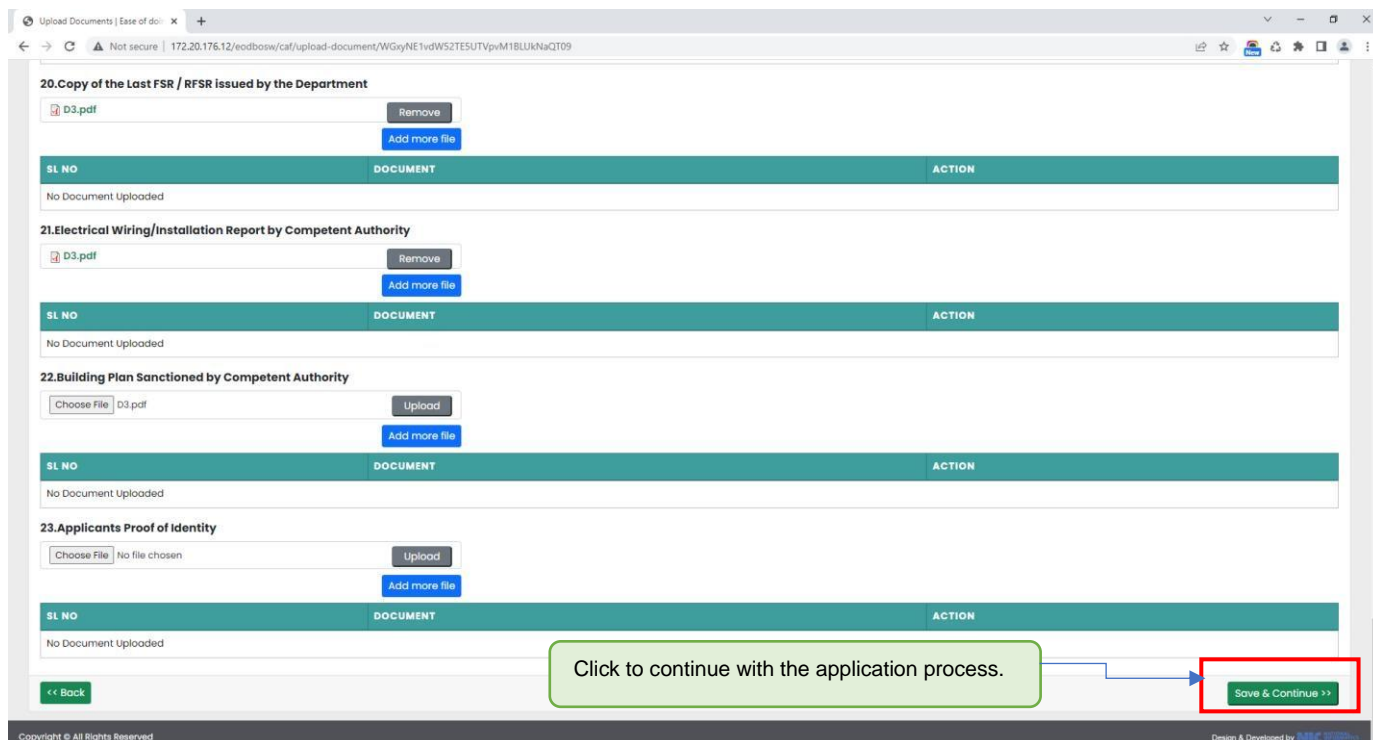 Upload Documents | Ease of doi
Not secure | 172.20.176.12/eodbosw/caf/upload-document/WGxyNE1vdW52TE5UTVpvM1BLUkNaQT09
New
20.Copy of the Last FSR / RFSR issued by the Department
D3.pdf Remove
Add more file
SL NO DOCUMENT ACTION
No Document Uploaded
21.Electrical Wiring/Installation Report by Competent Authority
D3.pdf Remove
Add more file
SL NO DOCUMENT ACTION
No Document Uploaded
22.Building Plan Sanctioned by Competent Authority
Choose File D3.pdf Upload
Add more file
SL NO DOCUMENT ACTION
No Document Uploaded
23.Applicants Proof of Identity
Choose File No file chosen Upload
Add more file
SL NO DOCUMENT ACTION
No Document Uploaded
Click to continue with the application process.
<< Back Save & Continue >>
Copyright © All Rights Reserved Design & Developed by NIC